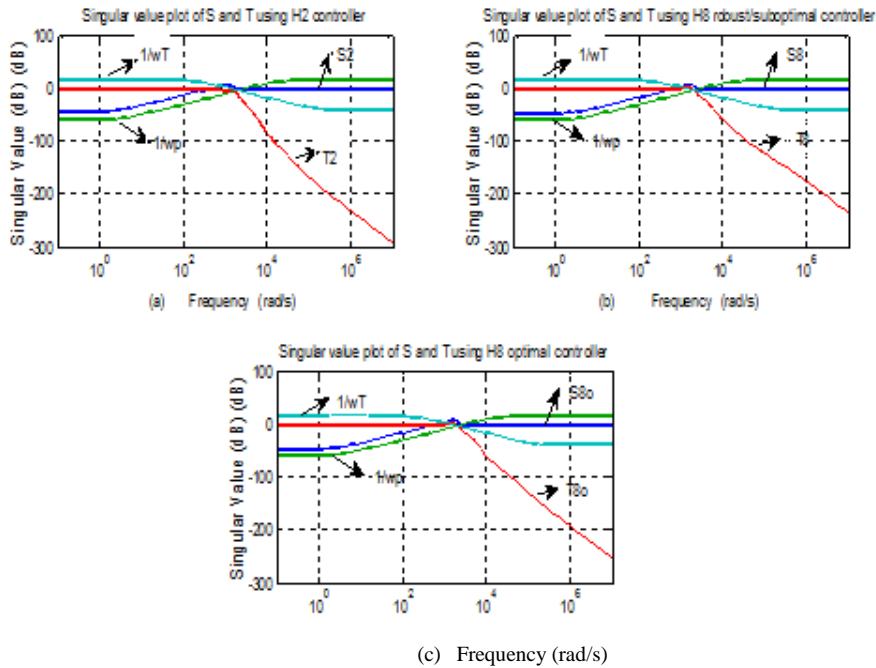 Singular value plot of S and T using H2 controller
Singular Value (dB) (dB)
100
0
-100
-200
-300
1/wT
S2
1/wp
T2
10^0
10^2
10^4
10^6
(a) Frequency (rad/s)
Singular value plot of S and T using H8 robust/suboptimal controller
Singular Value (dB) (dB)
100
0
-100
-200
-300
1/wT
S8
1/wp
T8
10^0
10^2
10^4
10^6
(b) Frequency (rad/s)
Singular value plot of S and T using H8 optimal controller
Singular Value (dB) (dB)
100
0
-100
-200
-300
1/wT
S8o
1/wp
T8o
10^0
10^2
10^4
10^6
(c) Frequency (rad/s)